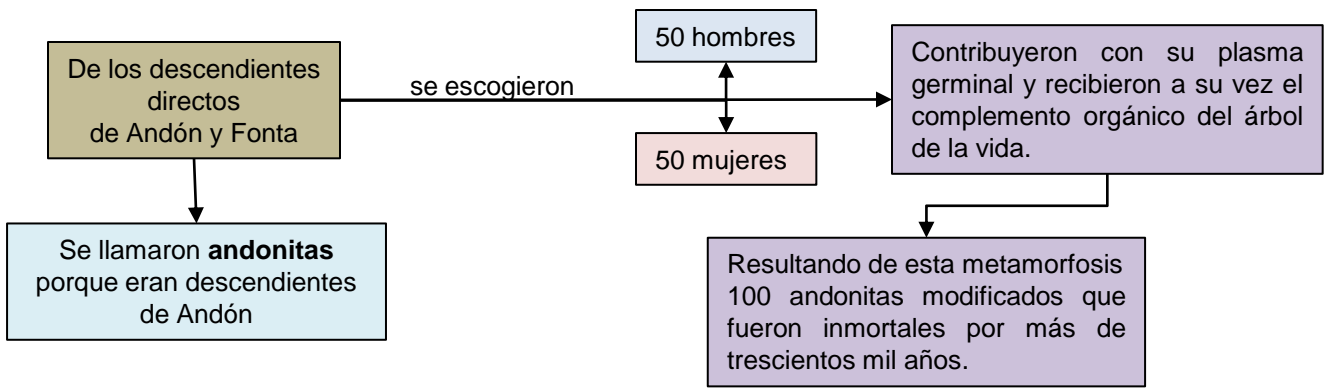 De los descendientes
directos
de Andón y Fonta
se escogieron
50 hombres
50 mujeres
Contribuyeron con su plasma
germinal y recibieron a su vez el
complemento orgánico del árbol
de la vida.
Se llamaron andonitas
porque eran descendientes
de Andón
Resultando de esta metamorfosis
100 andonitas modificados que
fueron inmortales por más de
trescientos mil años.